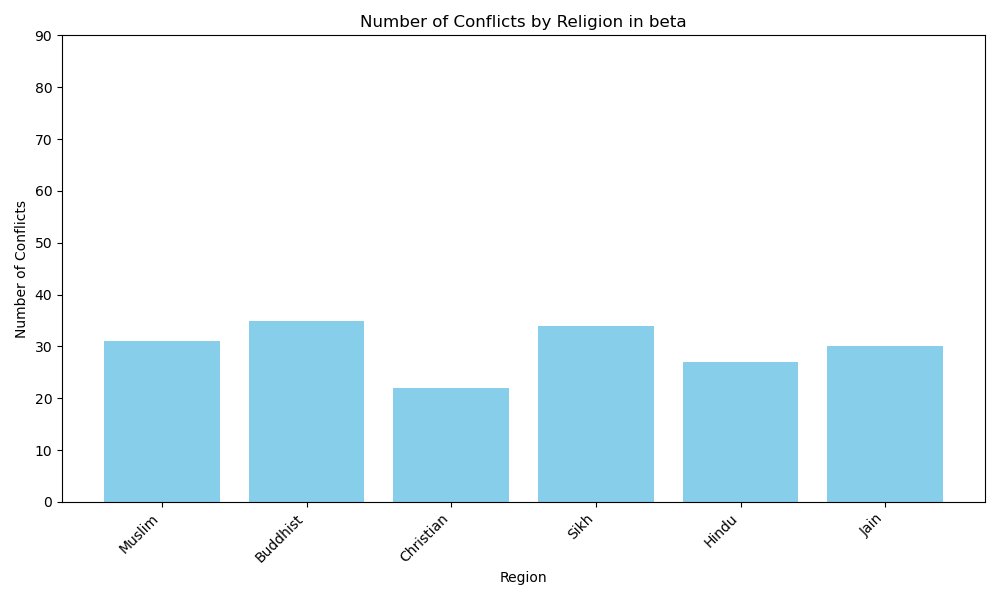 Number of Conflicts by Religion in beta
Number of Conflicts
90
80
70
60
50
40
30
20
10
0
Muslim
Buddhist
Christian
Sikh
Hindu
Jain
Region